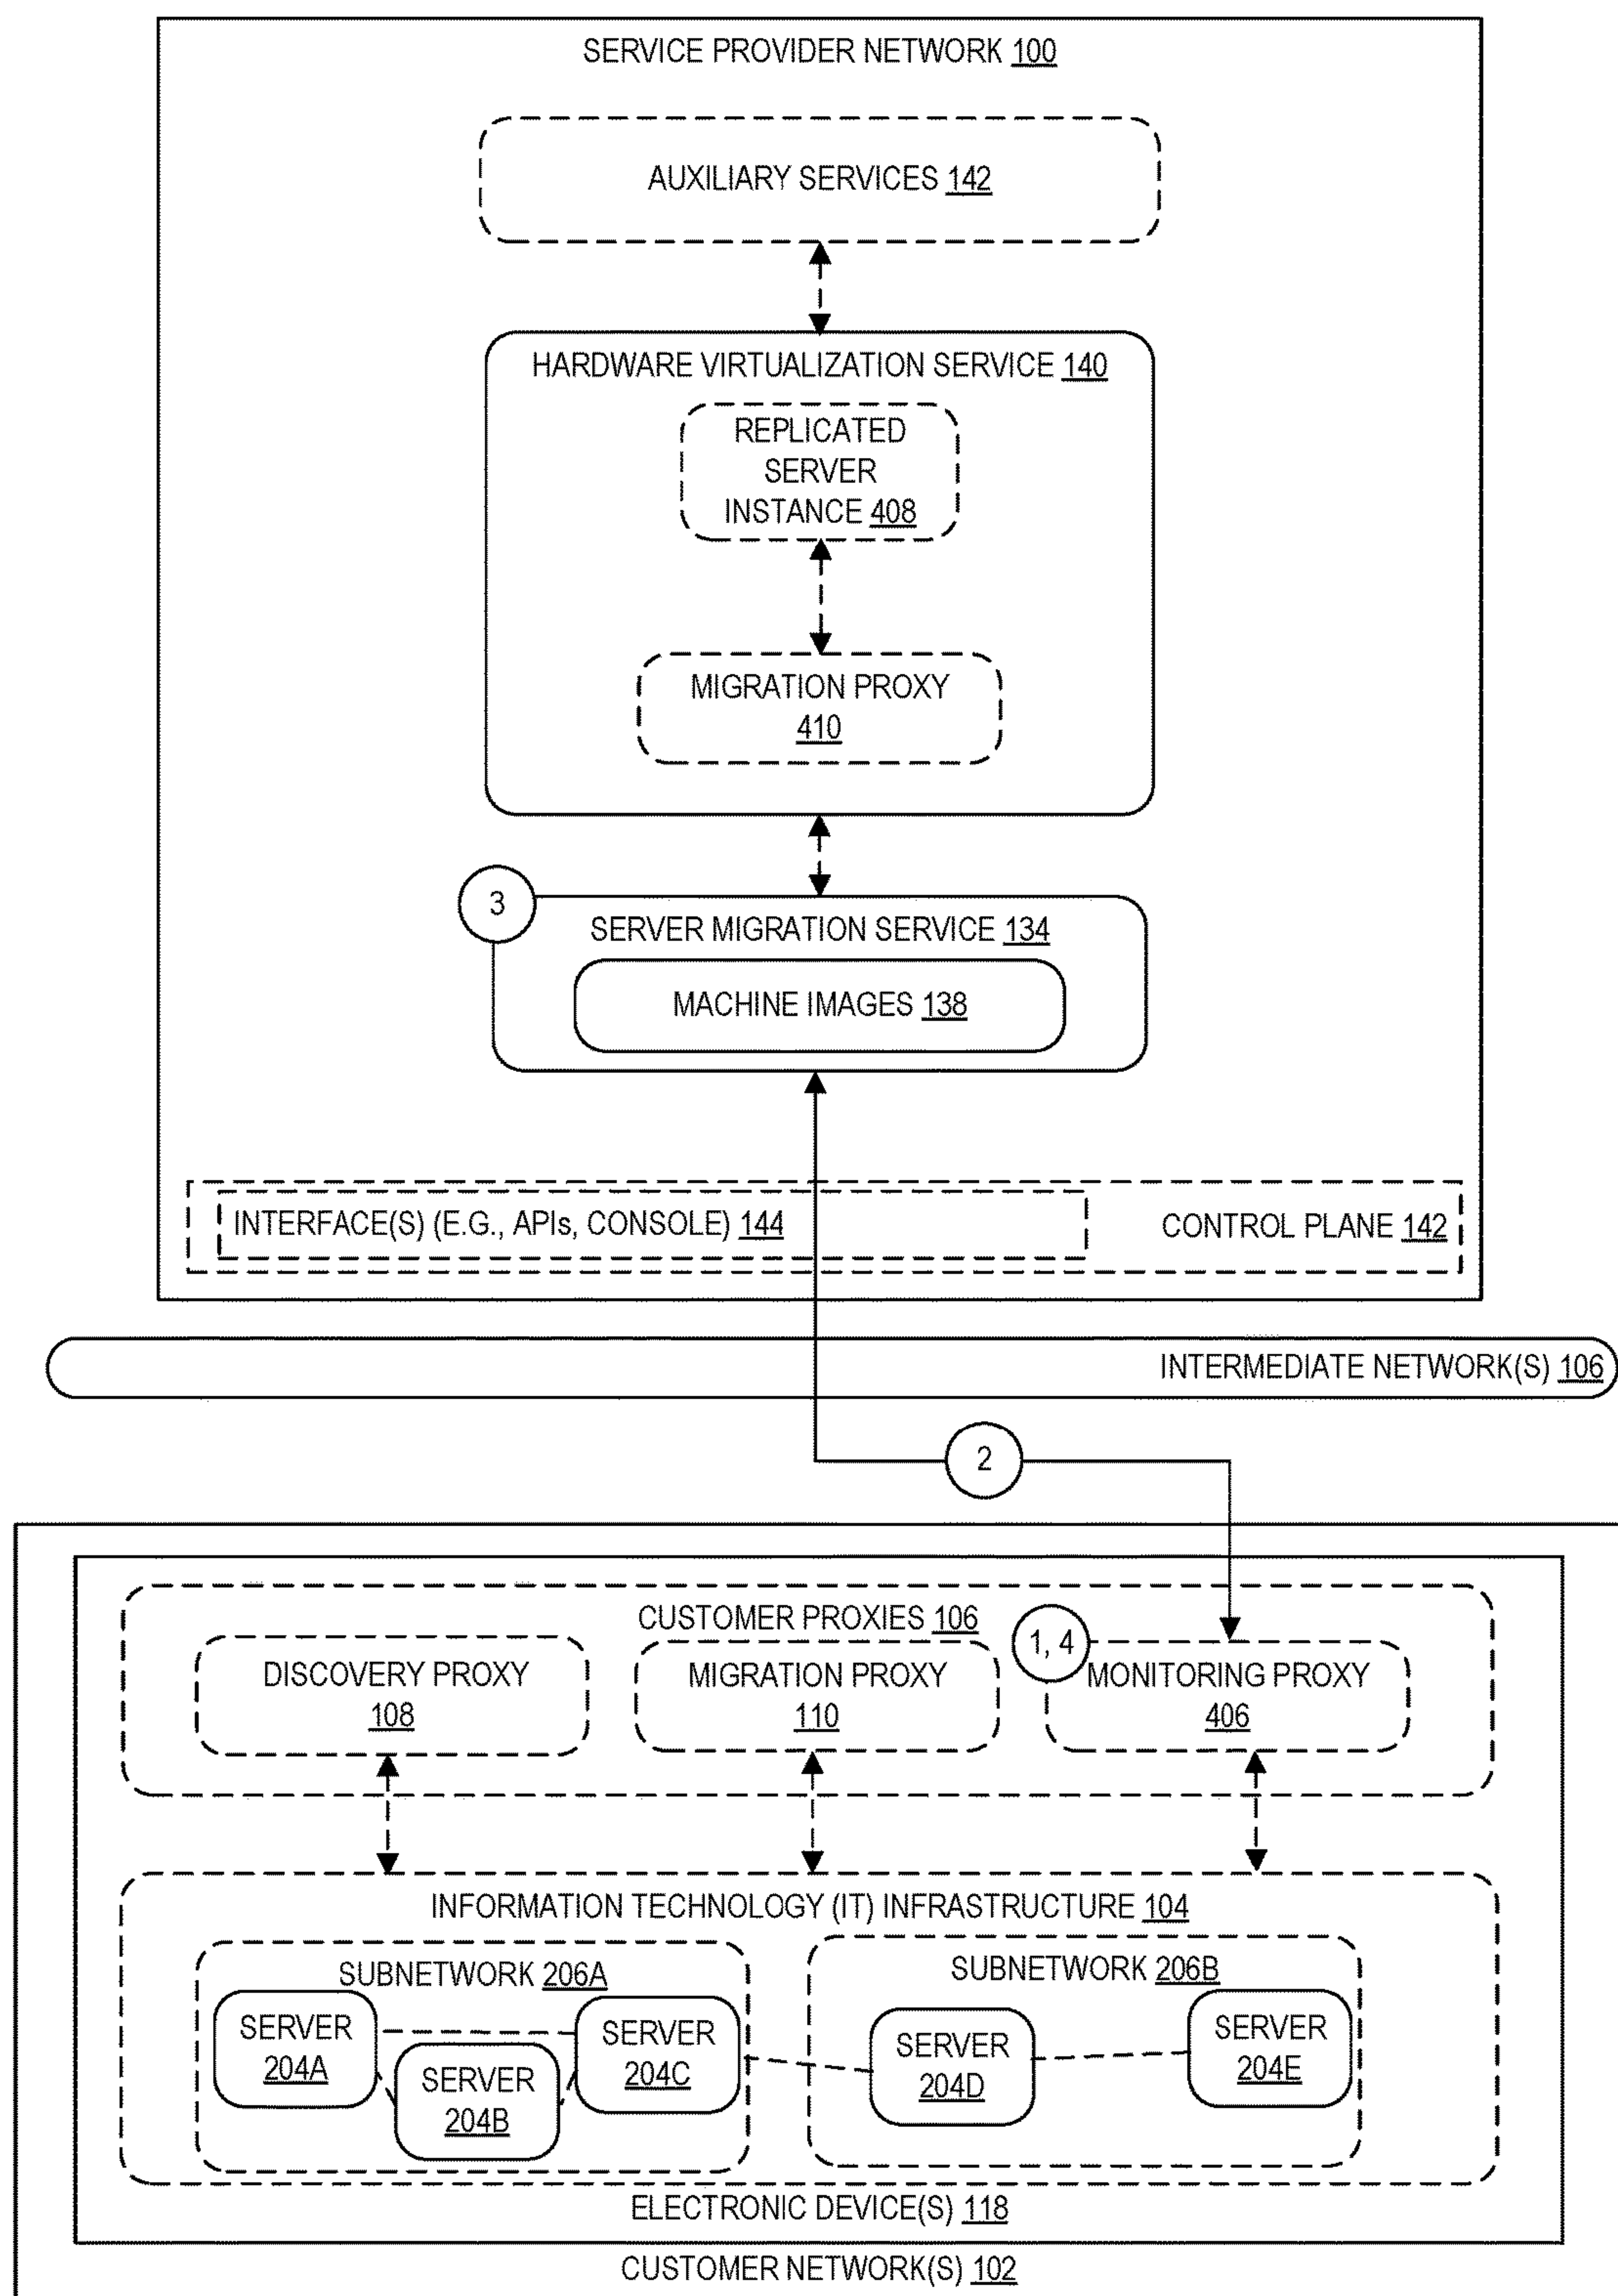 SERVICE PROVIDER NETWORK 100
AUXILIARY SERVICES 142
HARDWARE VIRTUALIZATION SERVICE 140
REPLICATED
SERVER
INSTANCE 408
MIGRATION PROXY
410
3
SERVER MIGRATION SERVICE 134
MACHINE IMAGES 138
INTERFACE(S) (E.G., APIs, CONSOLE) 144
CONTROL PLANE 142
INTERMEDIATE NETWORK(S) 106
2
CUSTOMER PROXIES 106
DISCOVERY PROXY
108
MIGRATION PROXY
110
1, 4
MONITORING PROXY
406
INFORMATION TECHNOLOGY (IT) INFRASTRUCTURE 104
SUBNETWORK 206A
SERVER
204A
SERVER
204B
SERVER
204C
SUBNETWORK 206B
SERVER
204D
SERVER
204E
ELECTRONIC DEVICE(S) 118
CUSTOMER NETWORK(S) 102